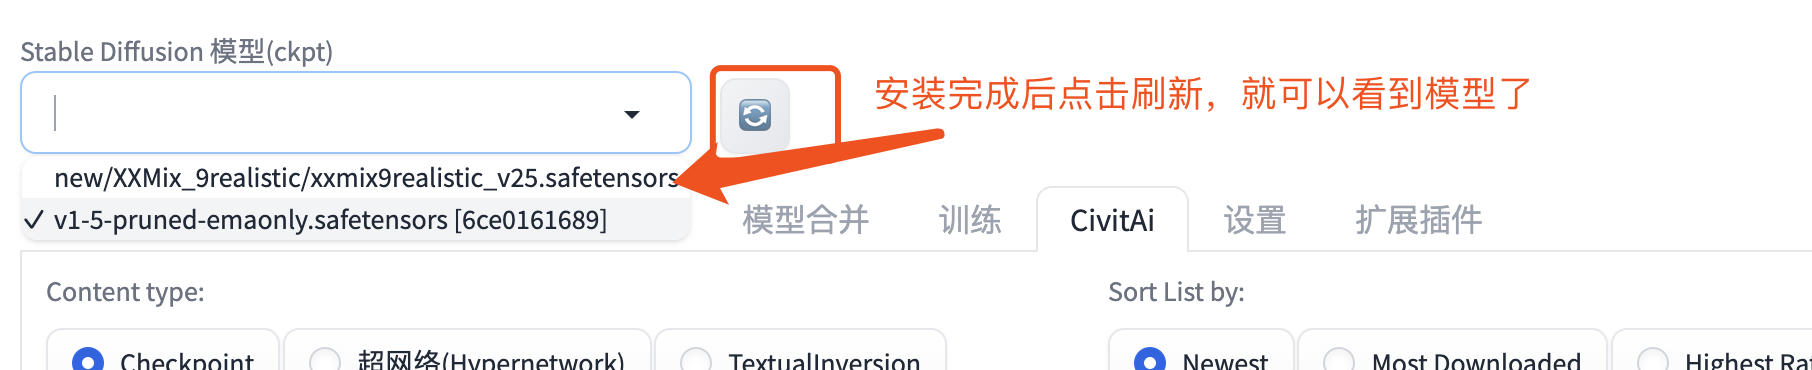 Stable Diffusion 模型(ckpt)
安装完成后点击刷新，就可以看到模型了
new/XXMix_9realistic/xxmix9realistic_v25.safetensors
v1-5-pruned-emaonly.safetensors [6ce0161689]
模型合并 训练 CivitAi 设置 扩展插件
Content type:
Sort List by:
Checkpoint 超网络(Hypernetwork) TextualInversion
Newest Most Downloaded Highest